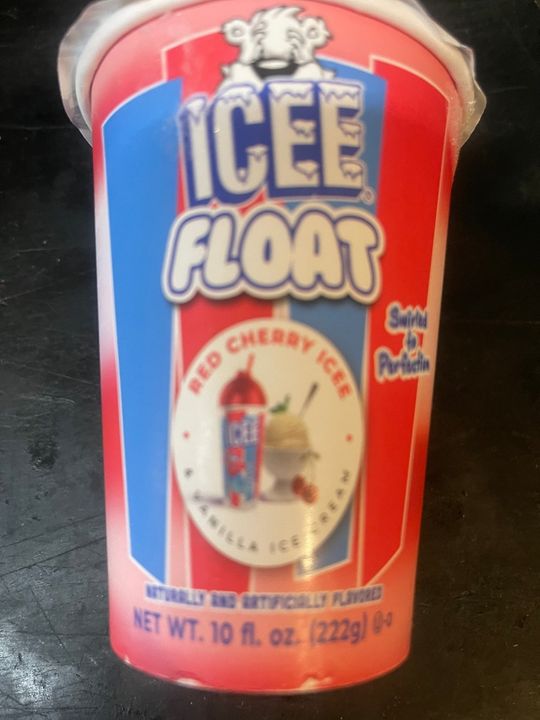 ICEE
FLOAT
Swirled
to
Perfection
RED CHERRY ICEE
ICEE
& VANILLA ICE CREAM
NATURALLY AND ARTIFICIALLY FLAVORED
NET WT. 10 fl. oz. (222g) Ⓤ-D